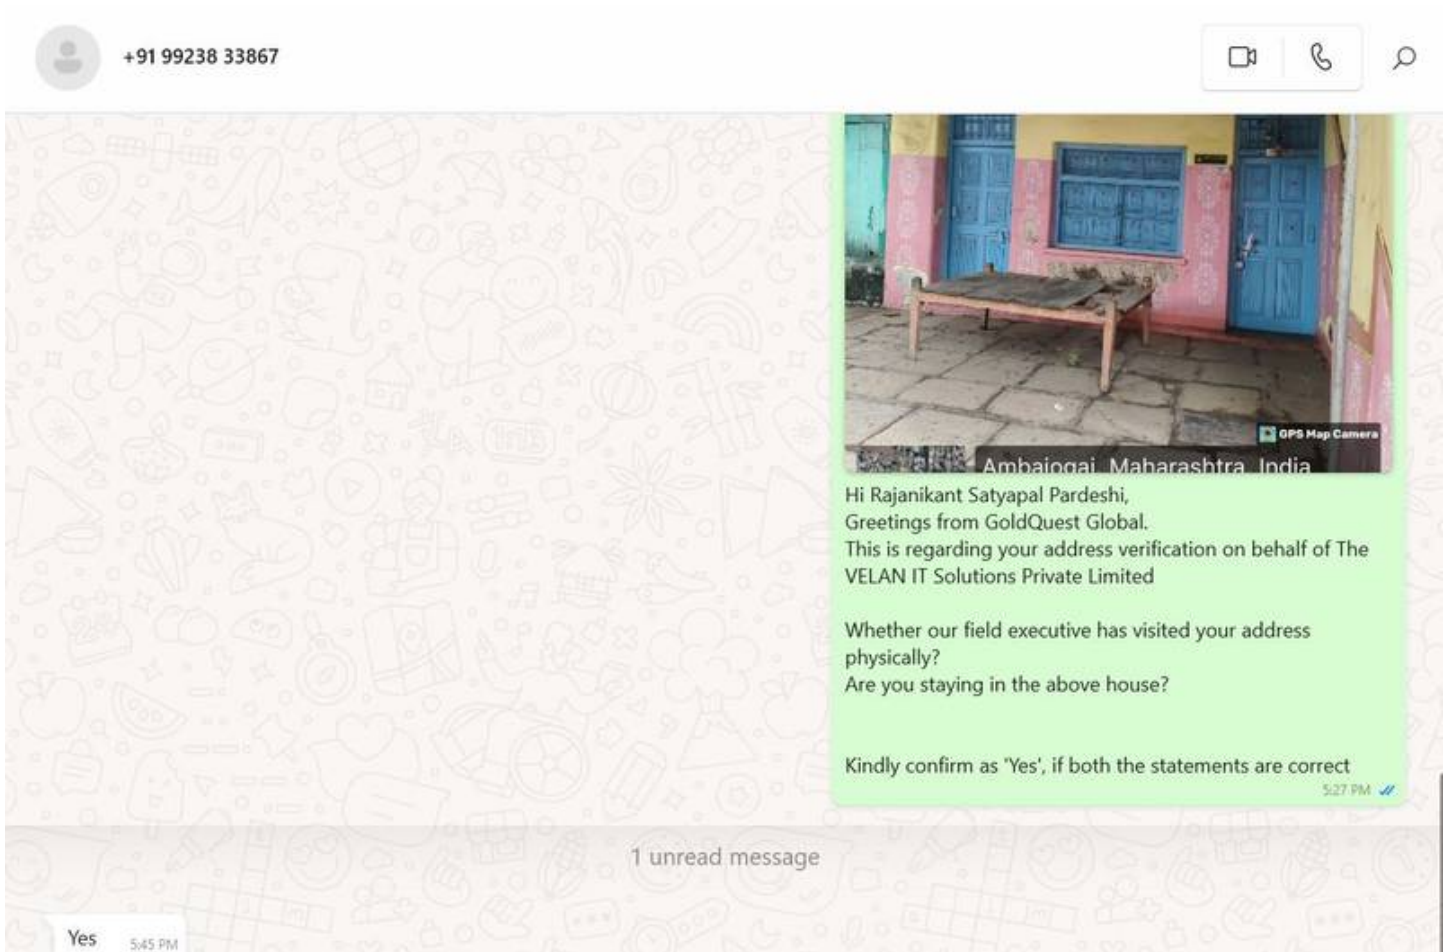 +91 99238 33867
GPS Map Camera
Ambajogai, Maharashtra, India
Hi Rajanikant Satyapal Pardeshi,
Greetings from GoldQuest Global.
This is regarding your address verification on behalf of The
VELAN IT Solutions Private Limited
Whether our field executive has visited your address
physically?
Are you staying in the above house?
Kindly confirm as 'Yes', if both the statements are correct
5:27 PM
1 unread message
Yes
5:45 PM